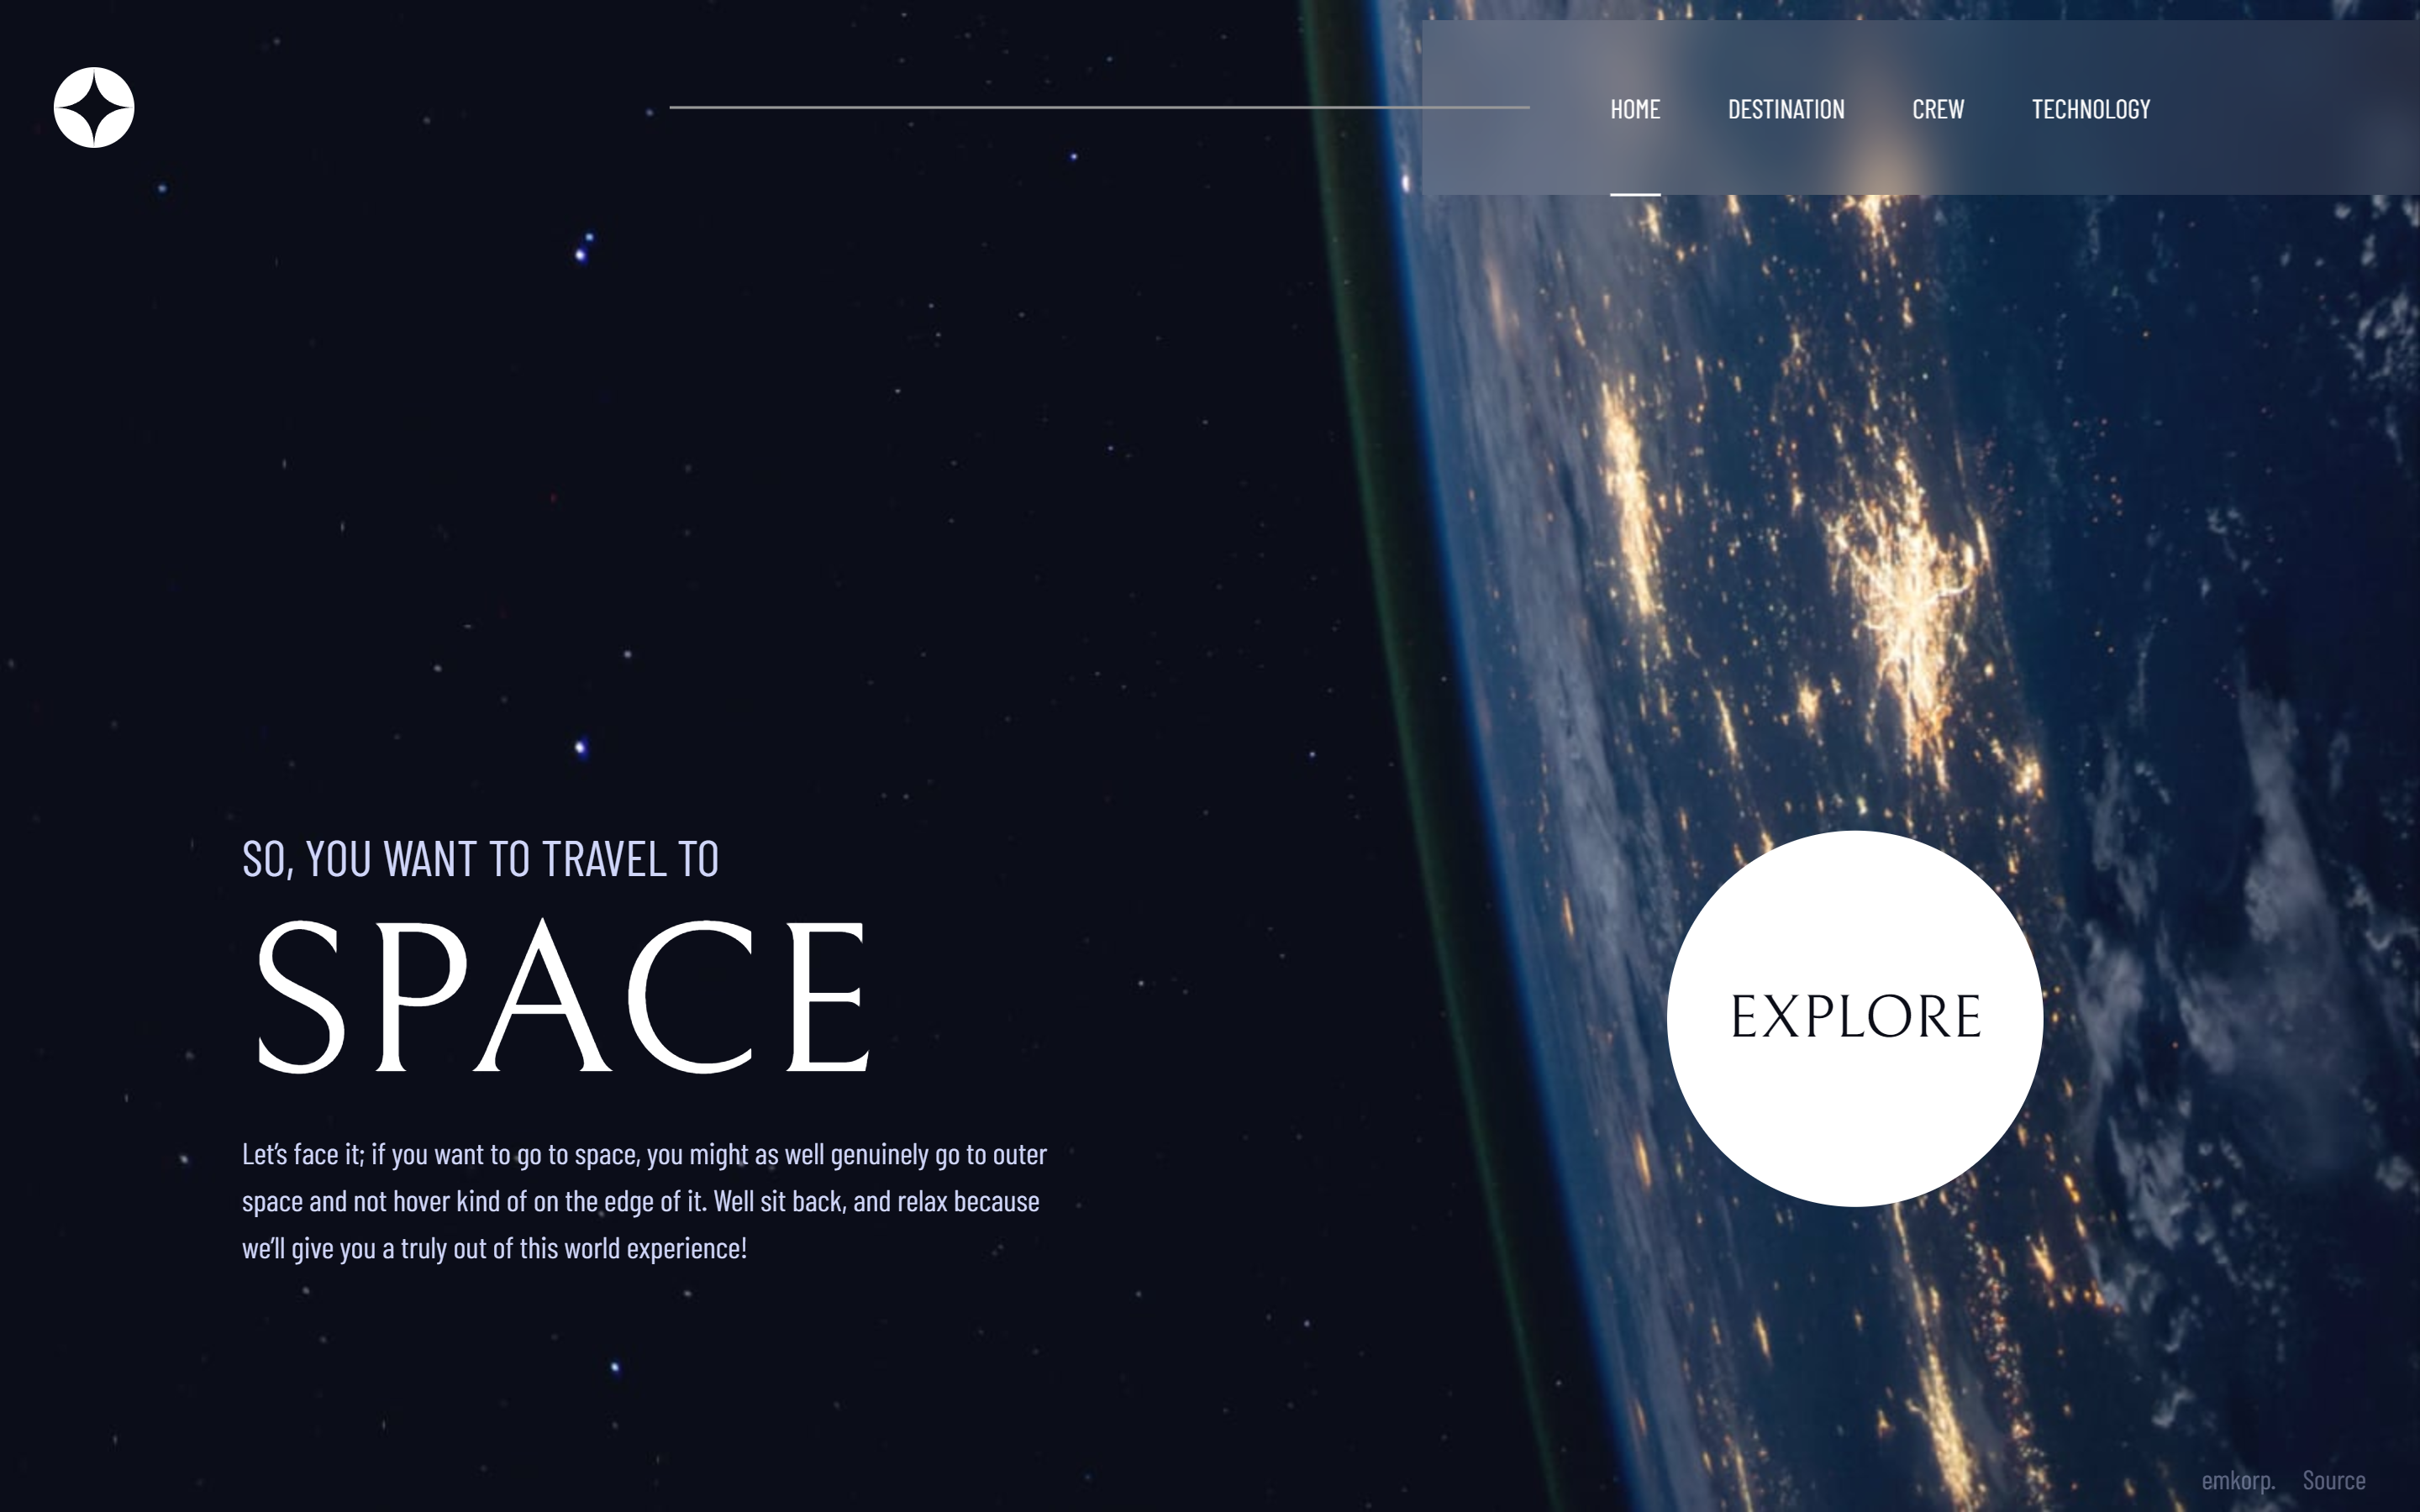 HOME
DESTINATION
CREW
TECHNOLOGY
SO, YOU WANT TO TRAVEL TO
SPACE
Let’s face it; if you want to go to space, you might as well genuinely go to outer
space and not hover kind of on the edge of it. Well sit back, and relax because
we’ll give you a truly out of this world experience!
EXPLORE
emkorp.
Source